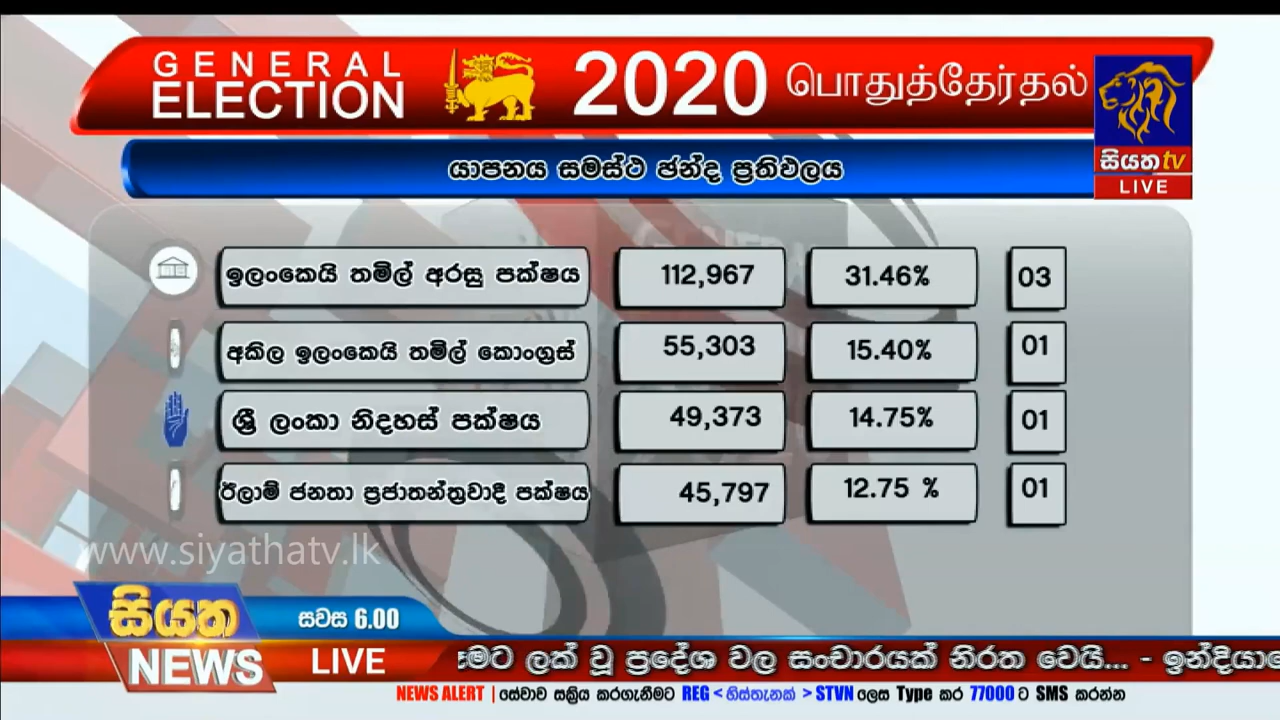 GENERAL ELECTION 2020 பொதுத்தேர்தல்
සියත tv
LIVE
යාපනය සමස්ථ ඡන්ද ප්‍රතිඵලය
ඉලංකෙයි තමිල් අරසු පක්ෂය 112,967 31.46% 03
අකිල ඉලංකෙයි තමිල් කොංග්‍රස් 55,303 15.40% 01
ශ්‍රී ලංකා නිදහස් පක්ෂය 49,373 14.75% 01
ඊලාම් ජනතා ප්‍රජාතන්ත්‍රවාදී පක්ෂය 45,797 12.75 % 01
www.siyathatv.lk
සියත NEWS
සවස 6.00
LIVE ලක් වූ ප්‍රදේශ වල සංචාරයක් නිරත වෙයි... -
NEWS ALERT | සේවාව සක්‍රිය කරගැනීමට REG < හිස්තැනක් > STVN ලෙස Type කර 77000 ට SMS කරන්න